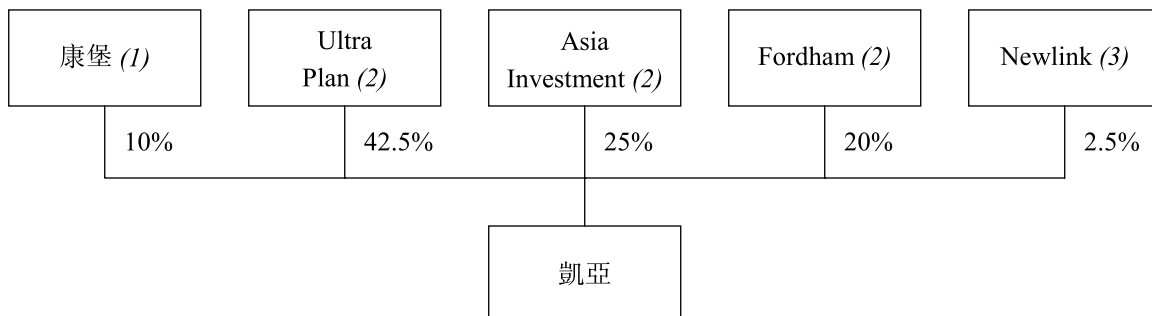 康堡 (1)
Ultra
Plan (2)
Asia
Investment (2)
Fordham (2)
Newlink (3)
10%
42.5%
25%
20%
2.5%
凱亞